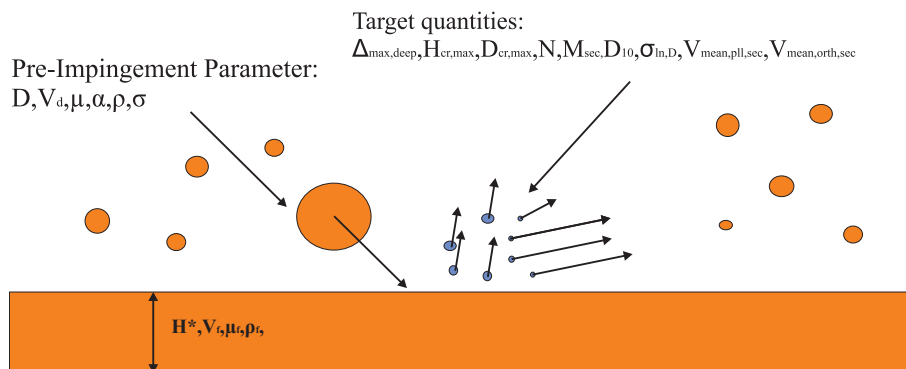 Target quantities:
Δmax,deep,Hcr,max,Dcr,max,N,Msec,D10,σln,D,Vmean,pll,sec,Vmean,orth,sec
Pre-Impingement Parameter:
D,Vd,μ,α,ρ,σ
H*,Vf,μf,ρf,